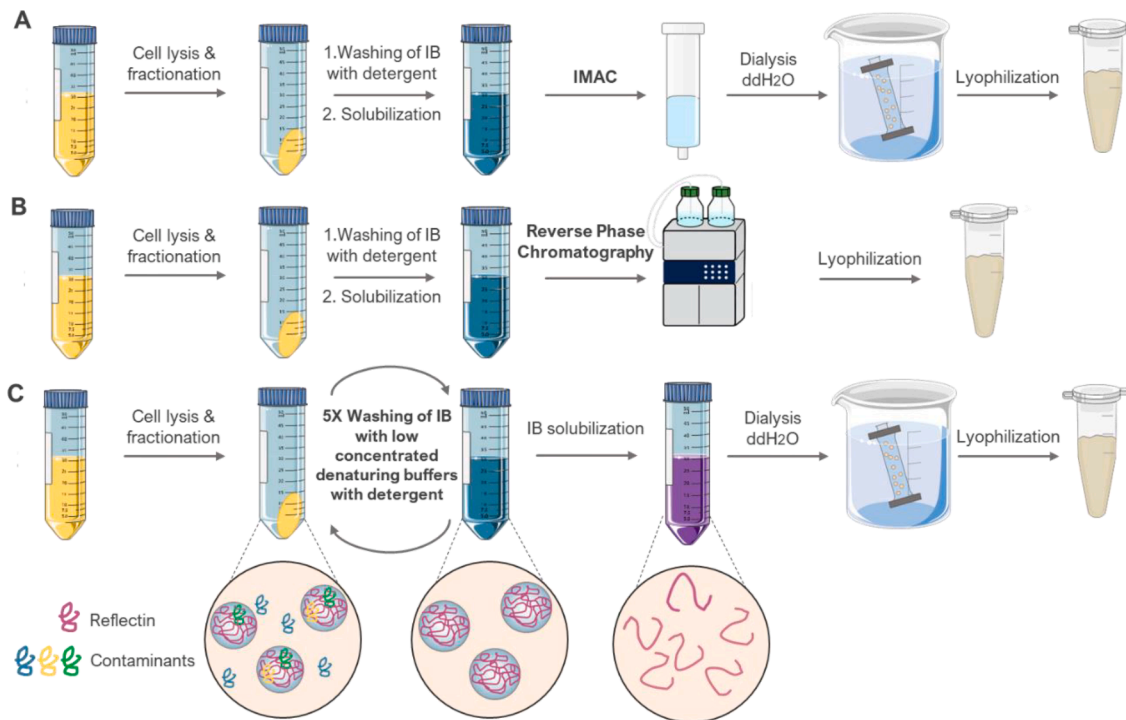 A
Cell lysis &
fractionation
1.Washing of IB
with detergent
2. Solubilization
IMAC
Dialysis
ddH2O
Lyophilization
B
Cell lysis &
fractionation
1.Washing of IB
with detergent
2. Solubilization
Reverse Phase
Chromatography
Lyophilization
C
Cell lysis &
fractionation
5X Washing of IB
with low
concentrated
denaturing buffers
with detergent
IB solubilization
Dialysis
ddH2O
Lyophilization
Reflectin
Contaminants